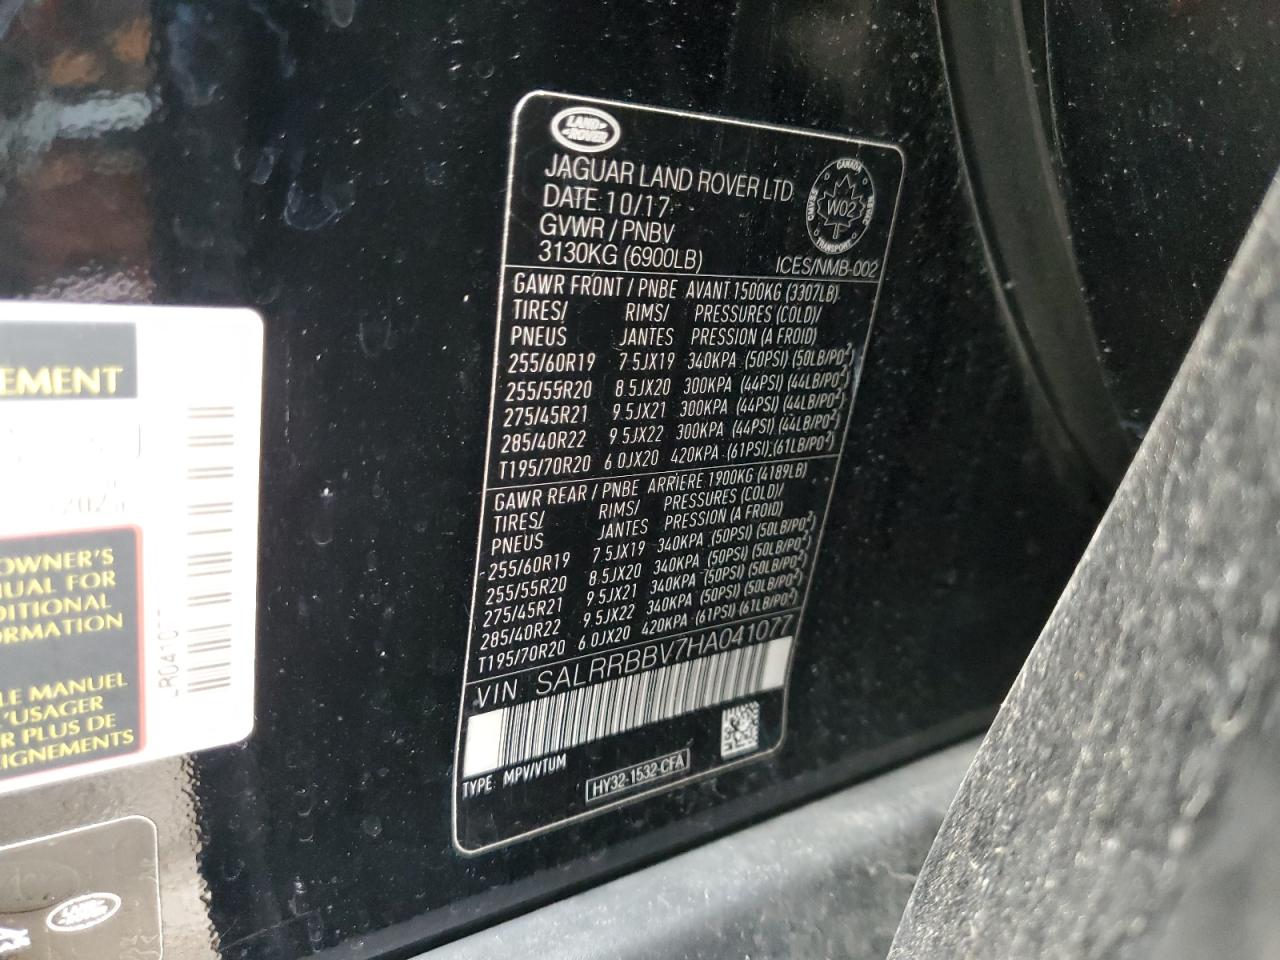 LAND
ROVER
JAGUAR LAND ROVER LTD
DATE: 10/17
GVWR / PNBV
3130KG (6900LB)
CANADA
W02
TRANSPORT
ICES/NMB-002
GAWR FRONT / PNBE AVANT 1500KG (3307LB)
TIRES/ RIMS/ PRESSURES (COLD)/
PNEUS JANTES PRESSION (A FROID)
255/60R19 7.5JX19 340KPA (50PSI) (50LB/PO²)
255/55R20 8.5JX20 300KPA (44PSI) (44LB/PO²)
275/45R21 9.5JX21 300KPA (44PSI) (44LB/PO²)
285/40R22 9.5JX22 300KPA (44PSI) (44LB/PO²)
T195/70R20 6.0JX20 420KPA (61PSI) (61LB/PO²)
GAWR REAR / PNBE ARRIERE 1900KG (4189LB)
TIRES/ RIMS/ PRESSURES (COLD)/
PNEUS JANTES PRESSION (A FROID)
255/60R19 7.5JX19 340KPA (50PSI) (50LB/PO²)
255/55R20 8.5JX20 340KPA (50PSI) (50LB/PO²)
275/45R21 9.5JX21 340KPA (50PSI) (50LB/PO²)
285/40R22 9.5JX22 340KPA (50PSI) (50LB/PO²)
T195/70R20 6.0JX20 420KPA (61PSI) (61LB/PO²)
VIN: SALRRBBV7HA041077
TYPE: MPV/VTUM
HY32-1532-CFA
EMENT
OWNER'S
UAL FOR
DITIONAL
ORMATION
LE MANUEL
'USAGER
R PLUS DE
EIGNEMENTS
LAND
ROVER